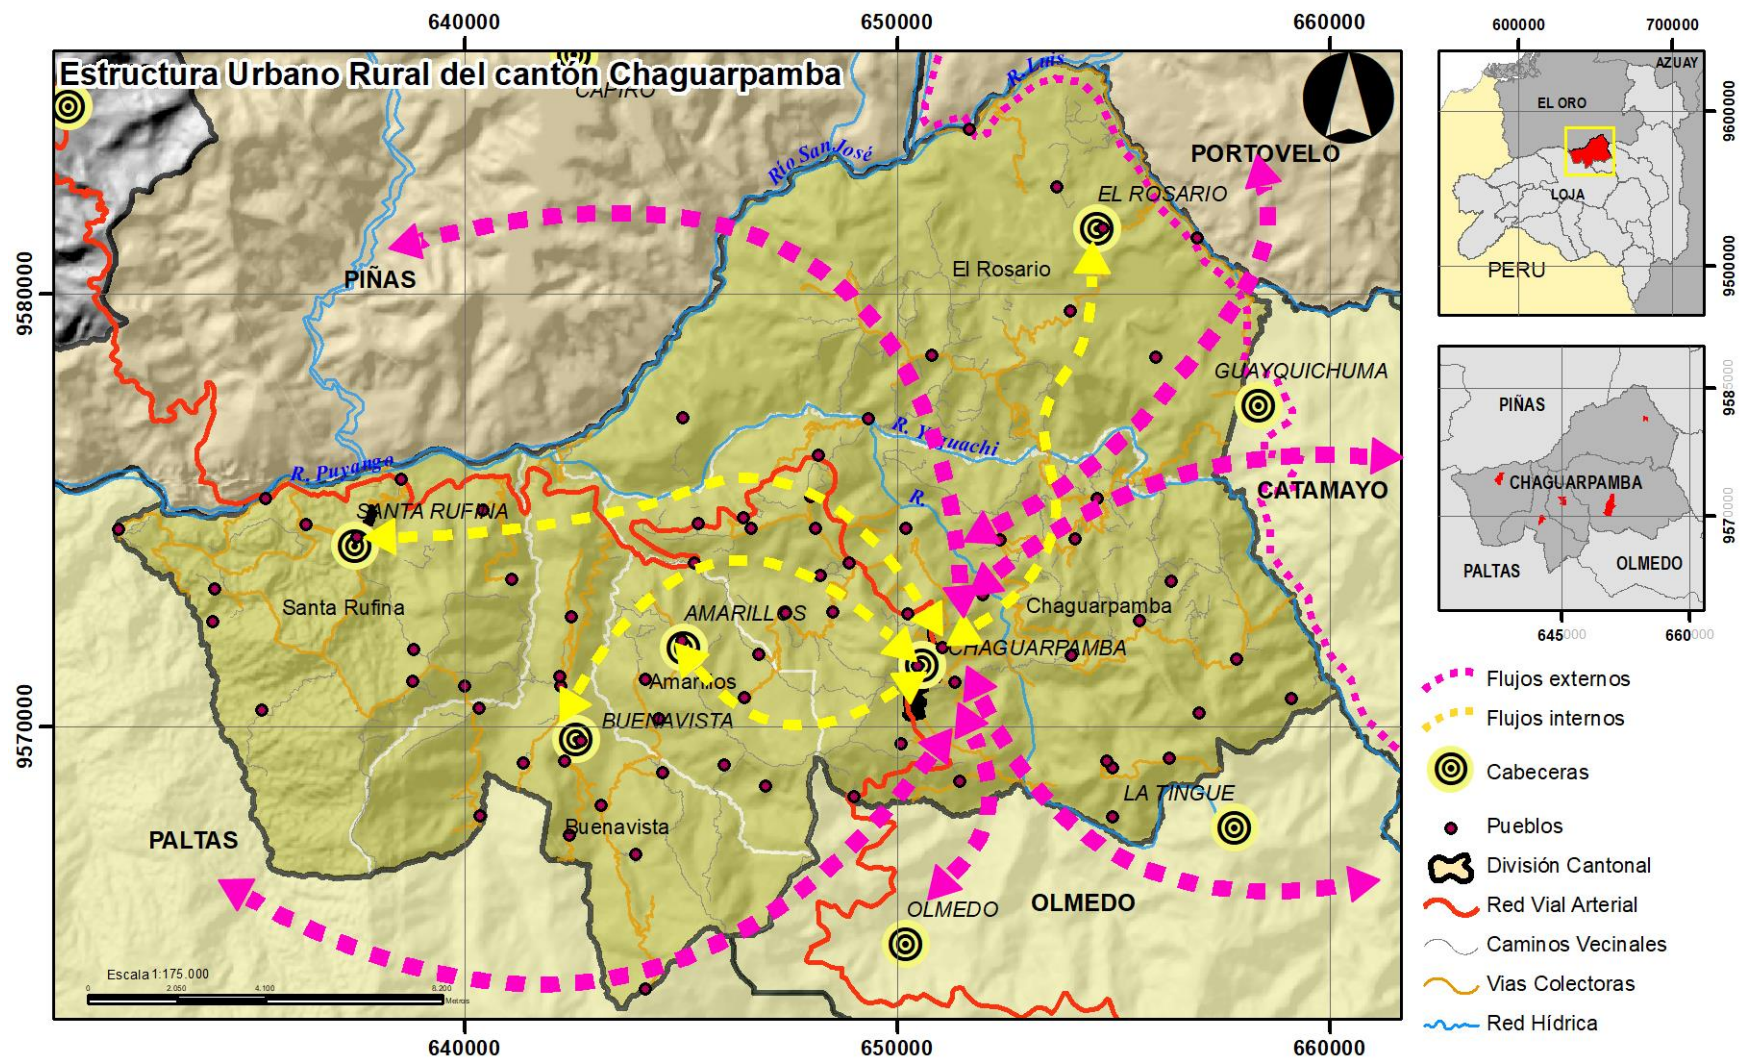 640000
650000
660000
Estructura Urbano Rural del cantón Chaguarpamba
CAPIRO
R. Luis
Río San José
PORTOVELO
EL ROSARIO
PIÑAS
El Rosario
9580000
GUAYQUICHUMA
R. Yaguachi
R. Puyango
R.
CATAMAYO
SANTA RUFINA
Santa Rufina
AMARILLOS
Chaguarpamba
CHAGUARPAMBA
Amarillos
BUENAVISTA
9570000
LA TINGUE
PALTAS
Buenavista
OLMEDO
OLMEDO
Escala 1:175.000
0 2.050 4.100 8.200
Metros
640000
650000
660000
600000
700000
AZUAY
EL ORO
LOJA
PERU
9600000
9500000
PIÑAS
CHAGUARPAMBA
PALTAS
OLMEDO
9585000
9570000
645000
660000
Flujos externos
Flujos internos
Cabeceras
Pueblos
División Cantonal
Red Vial Arterial
Caminos Vecinales
Vias Colectoras
Red Hídrica